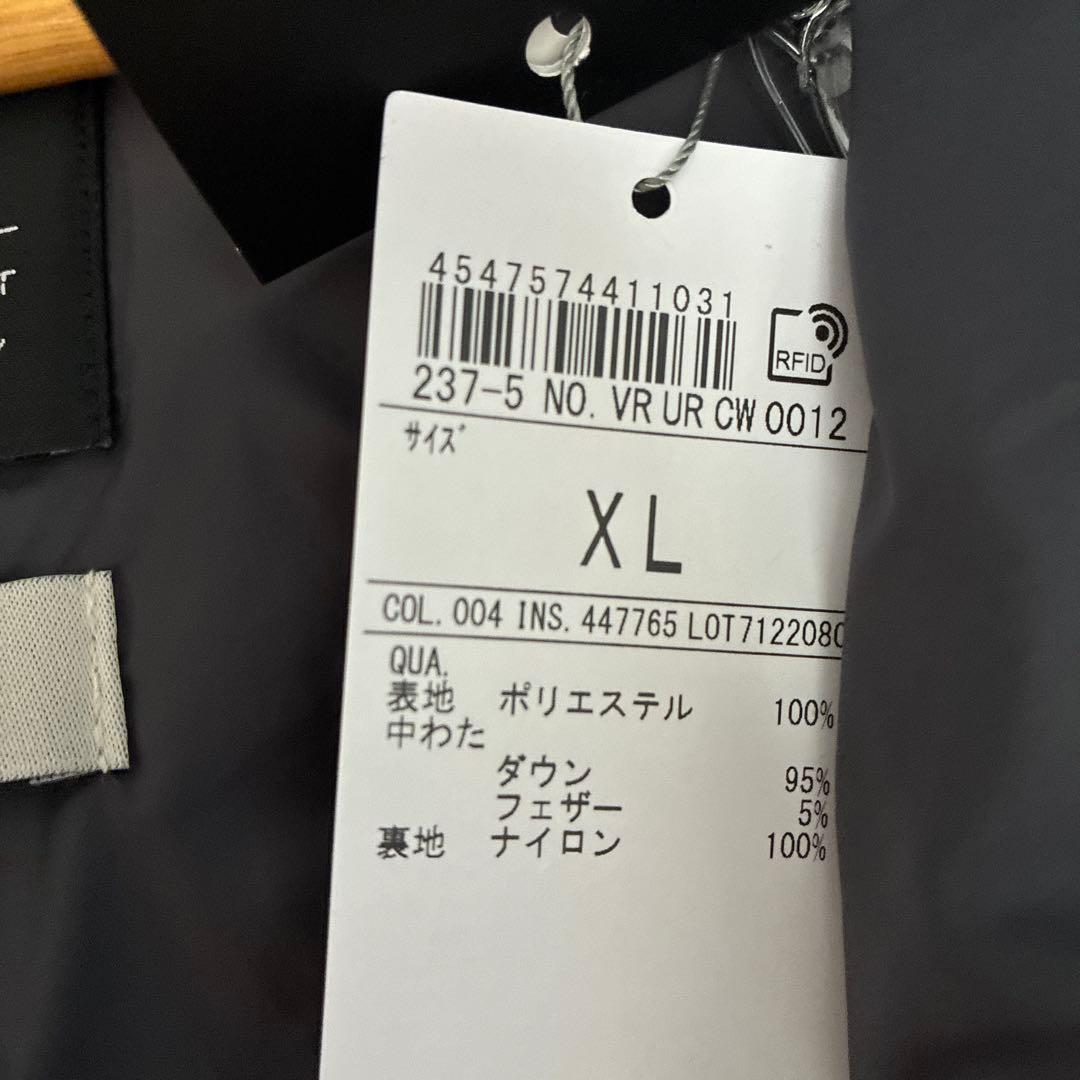 4547574411031
RFID
237-5 NO. VR UR CW 0012
サイズ
XL
COL. 004 INS. 447765 LOT712208
QUA.
表地 ポリエステル 100%
中わた
ダウン 95%
フェザー 5%
裏地 ナイロン 100%